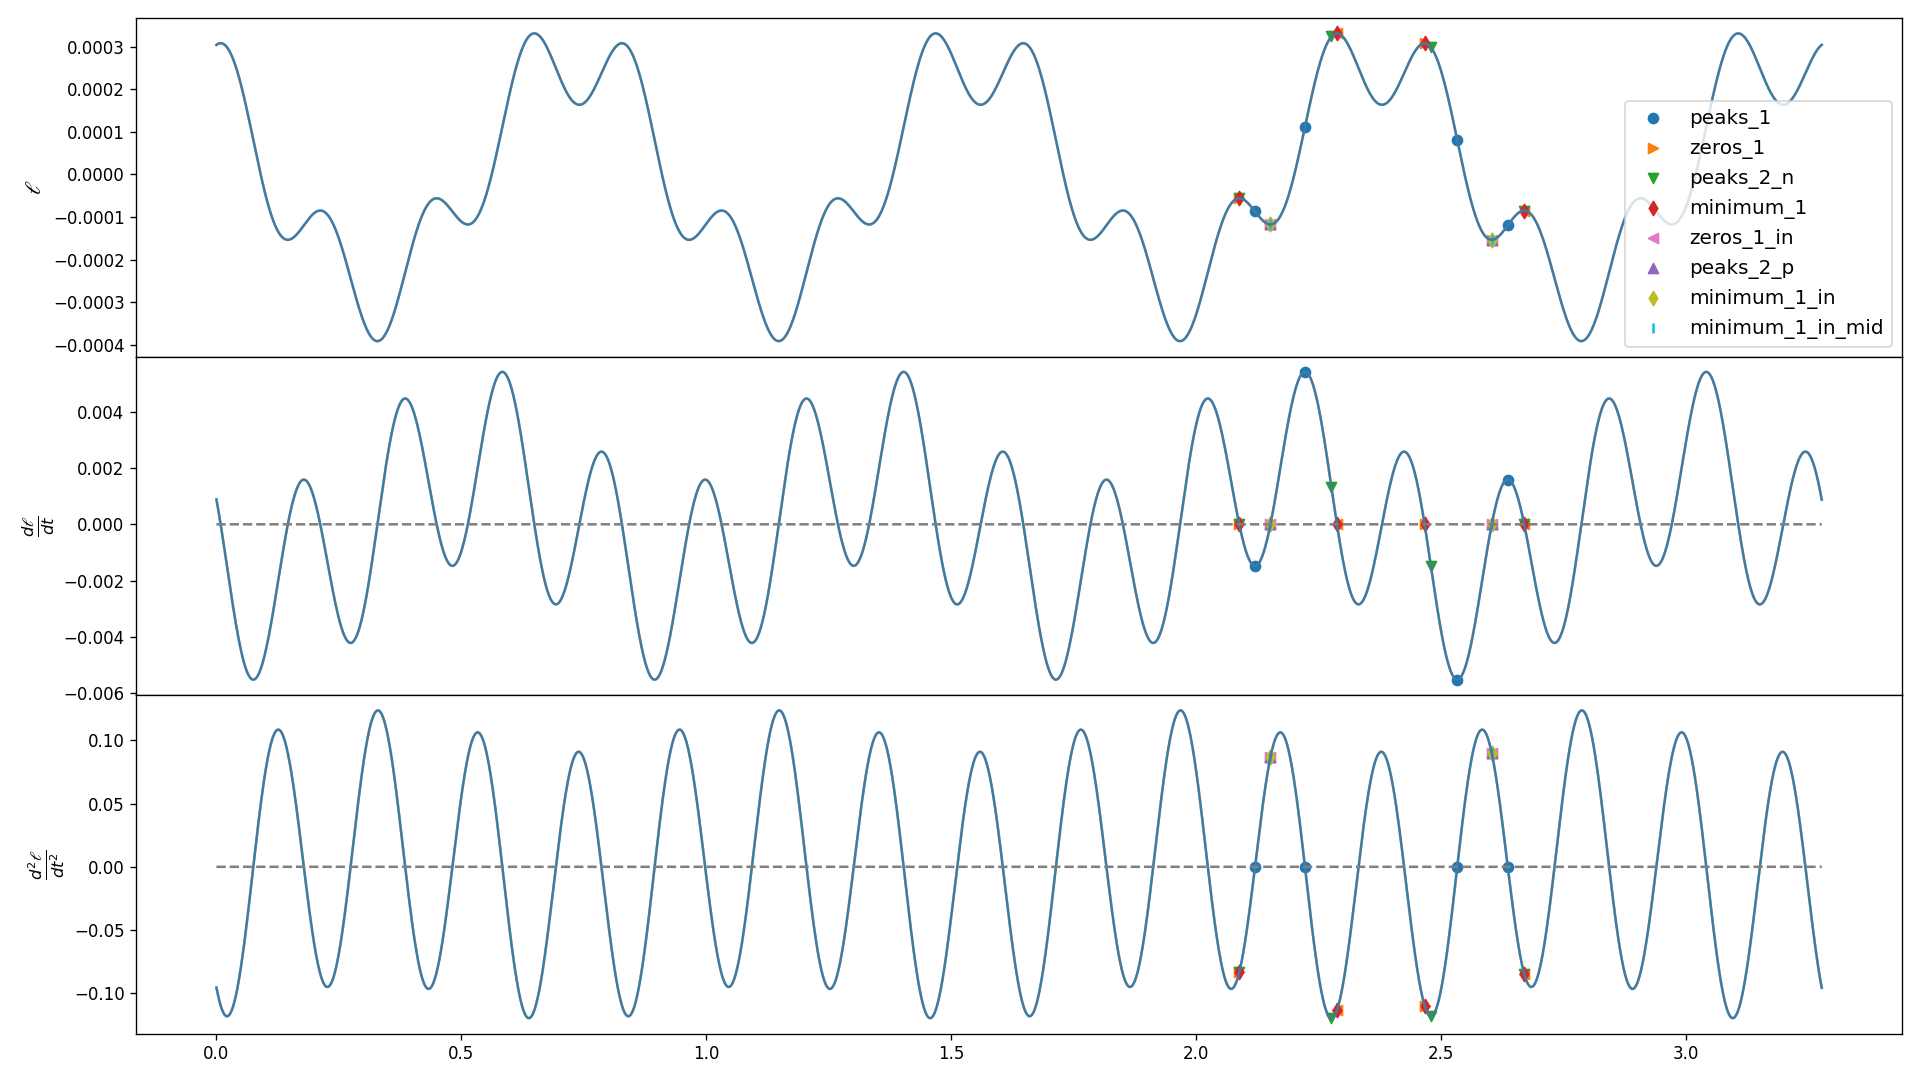 0.0003
0.0002
0.0001
0.0000
−0.0001
−0.0002
−0.0003
−0.0004
ℓ
peaks_1
zeros_1
peaks_2_n
minimum_1
zeros_1_in
peaks_2_p
minimum_1_in
minimum_1_in_mid
0.004
0.002
0.000
−0.002
−0.004
−0.006
dℓ
dt
0.10
0.05
0.00
−0.05
−0.10
d²ℓ
dt²
0.0 0.5 1.0 1.5 2.0 2.5 3.0